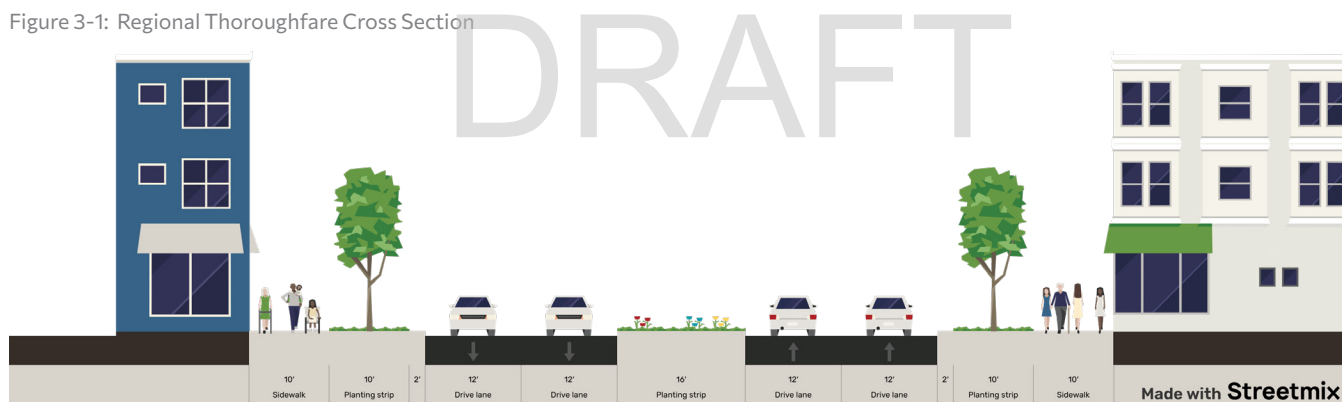 Figure 3-1: Regional Thoroughfare Cross Section
DRAFT
10' 10' 2' 12' 12' 16' 12' 12' 2' 10' 10'
Sidewalk Planting strip Drive lane Drive lane Planting strip Drive lane Drive lane Planting strip Sidewalk
Made with Streetmix